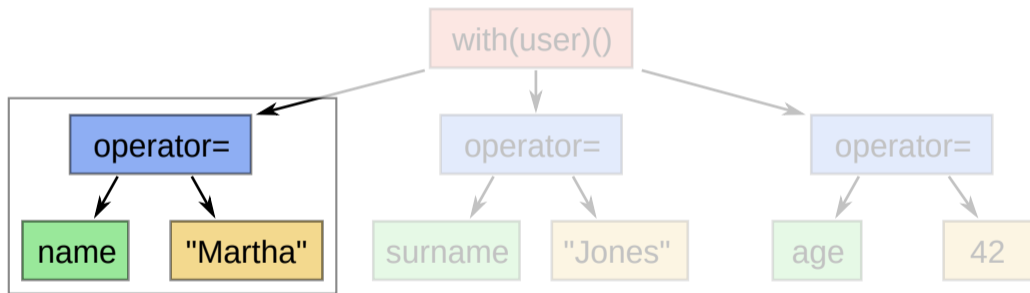 with(user)()
operator=
operator=
operator=
name
"Martha"
surname
"Jones"
age
42